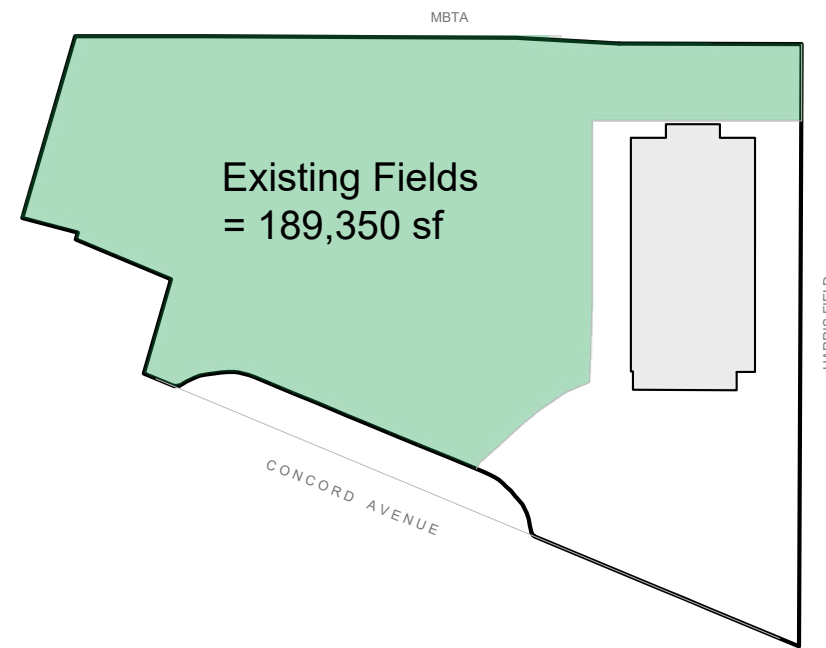 MBTA
Existing Fields
= 189,350 sf
CONCORD AVENUE